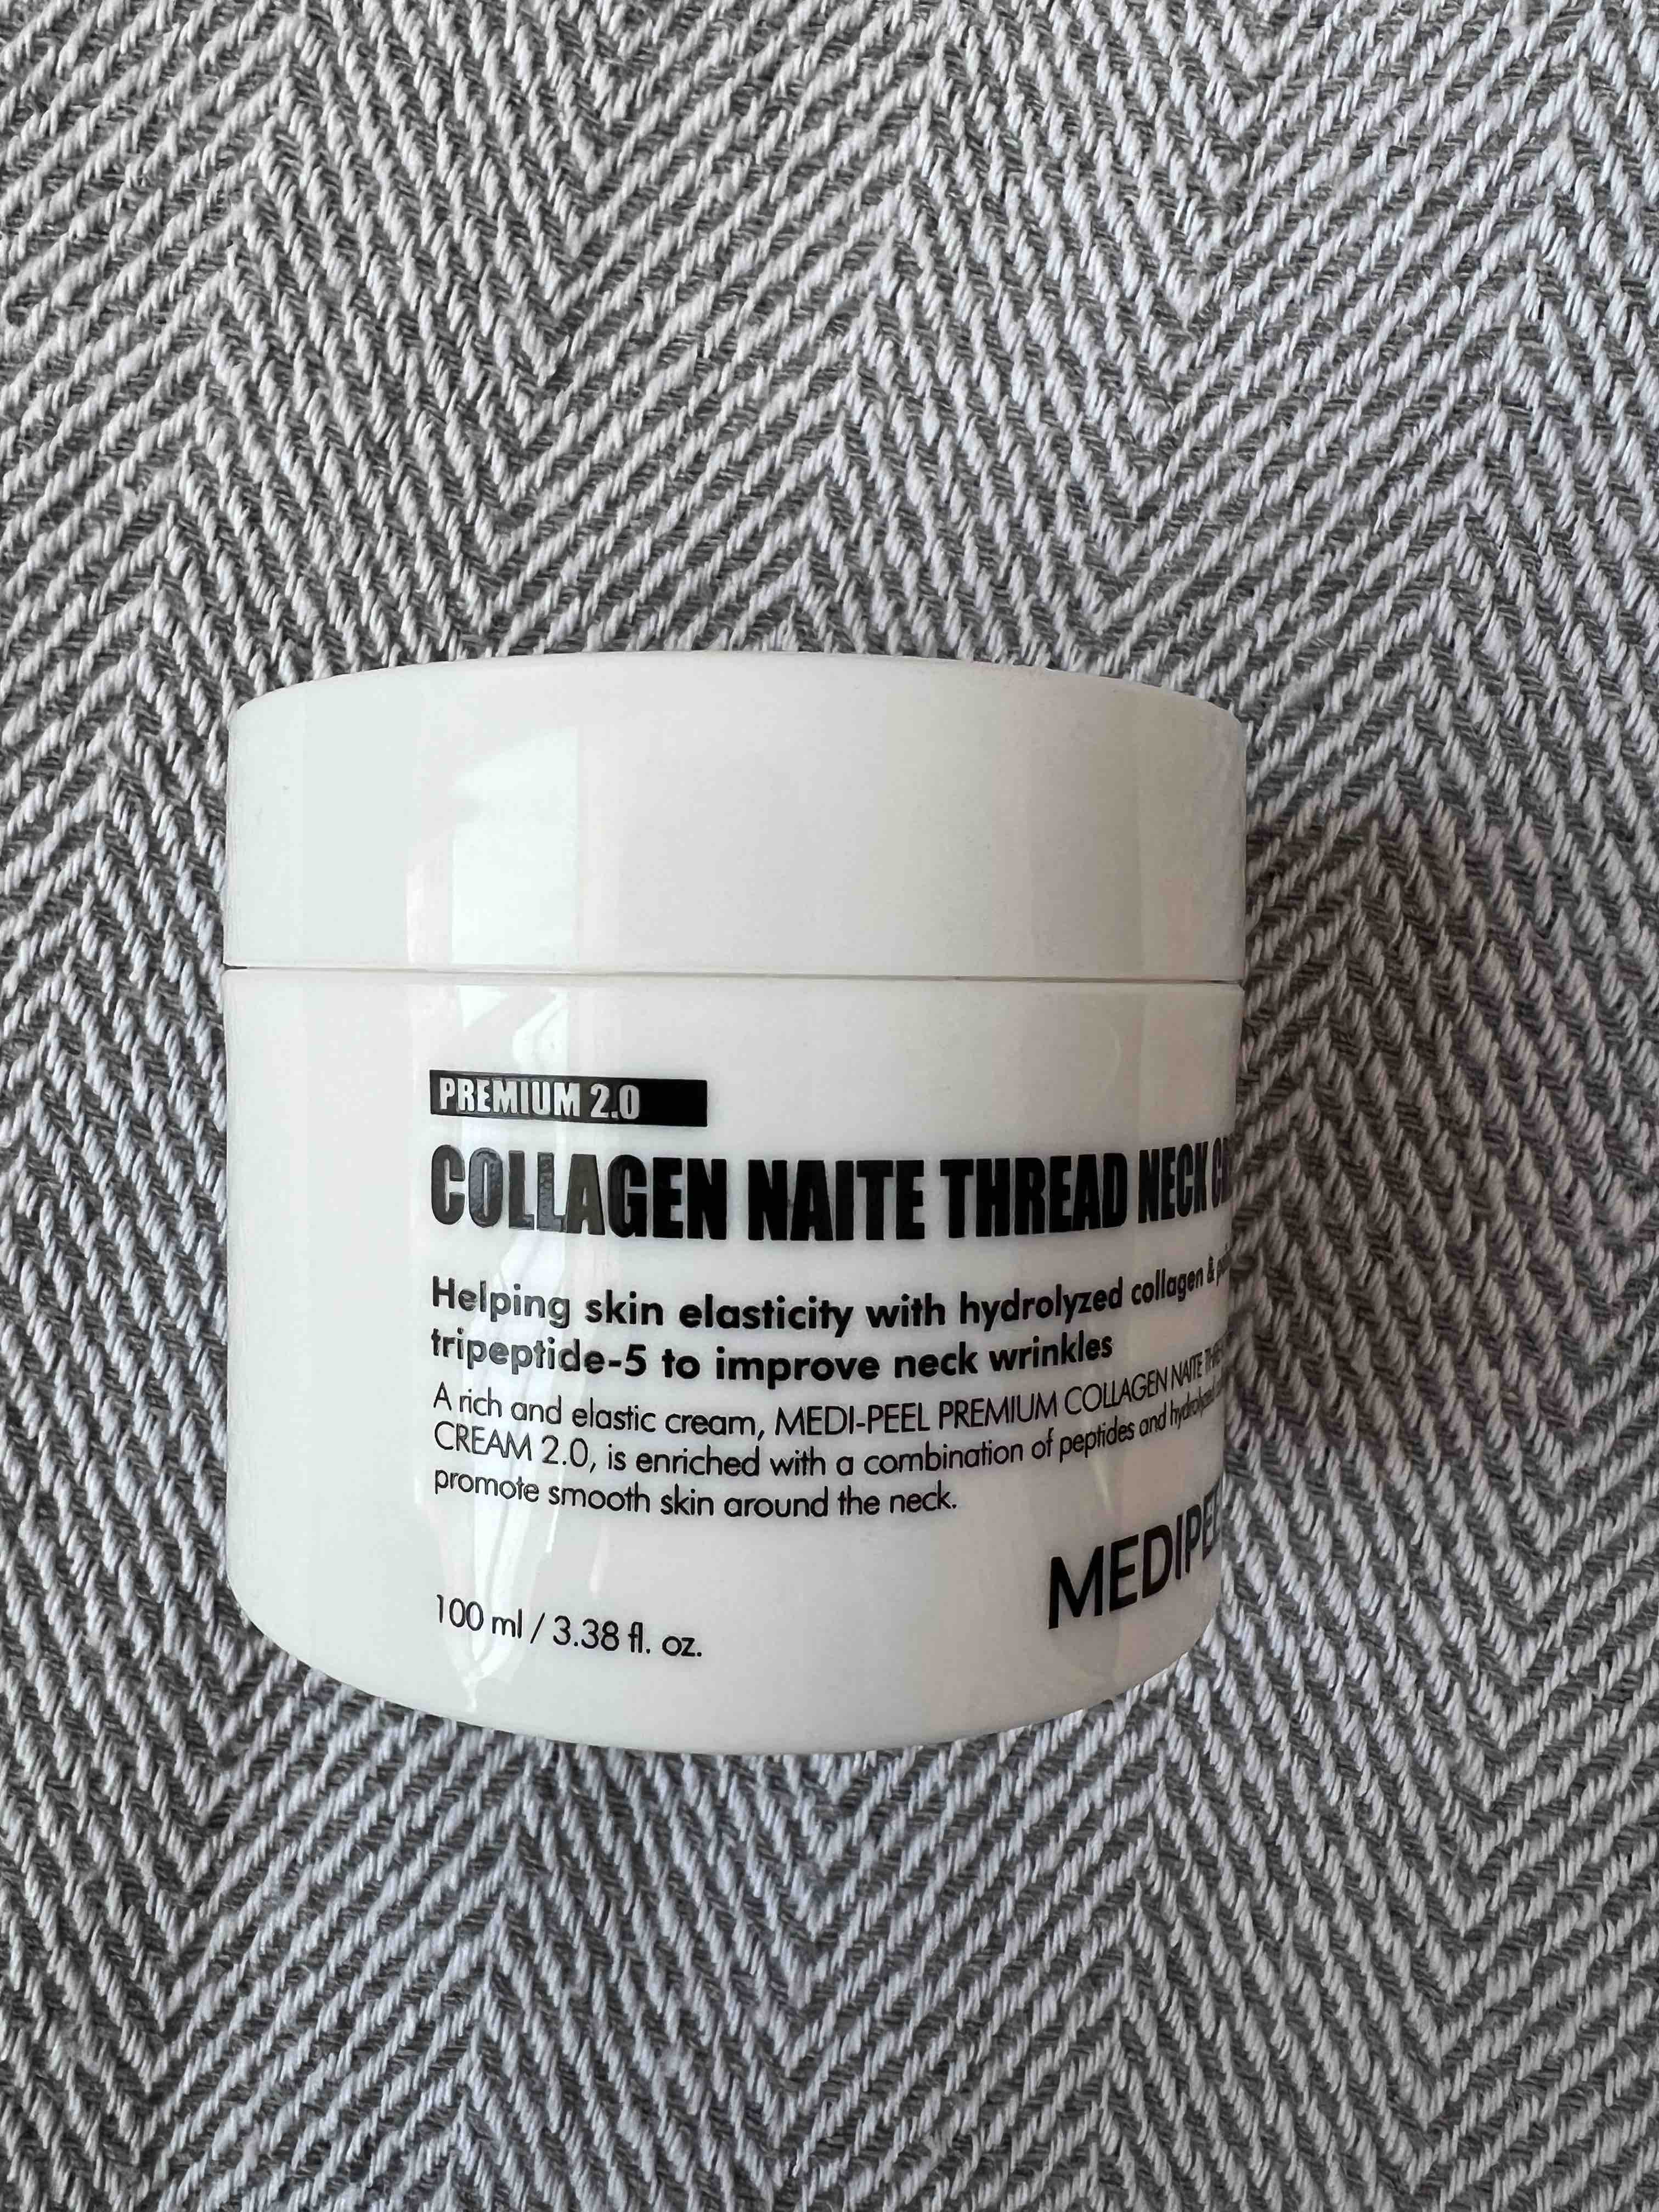 PREMIUM 2.0
COLLAGEN NAITE THREAD NECK
Helping skin elasticity with hydrolyzed collagen &
tripeptide-5 to improve neck wrinkles
A rich and elastic cream, MEDI-PEEL PREMIUM COLLAGEN NAITE
CREAM 2.0, is enriched with a combination of peptides and hydrolyzed
promote smooth skin around the neck.
MEDIPEEL
100 ml / 3.38 fl. oz.